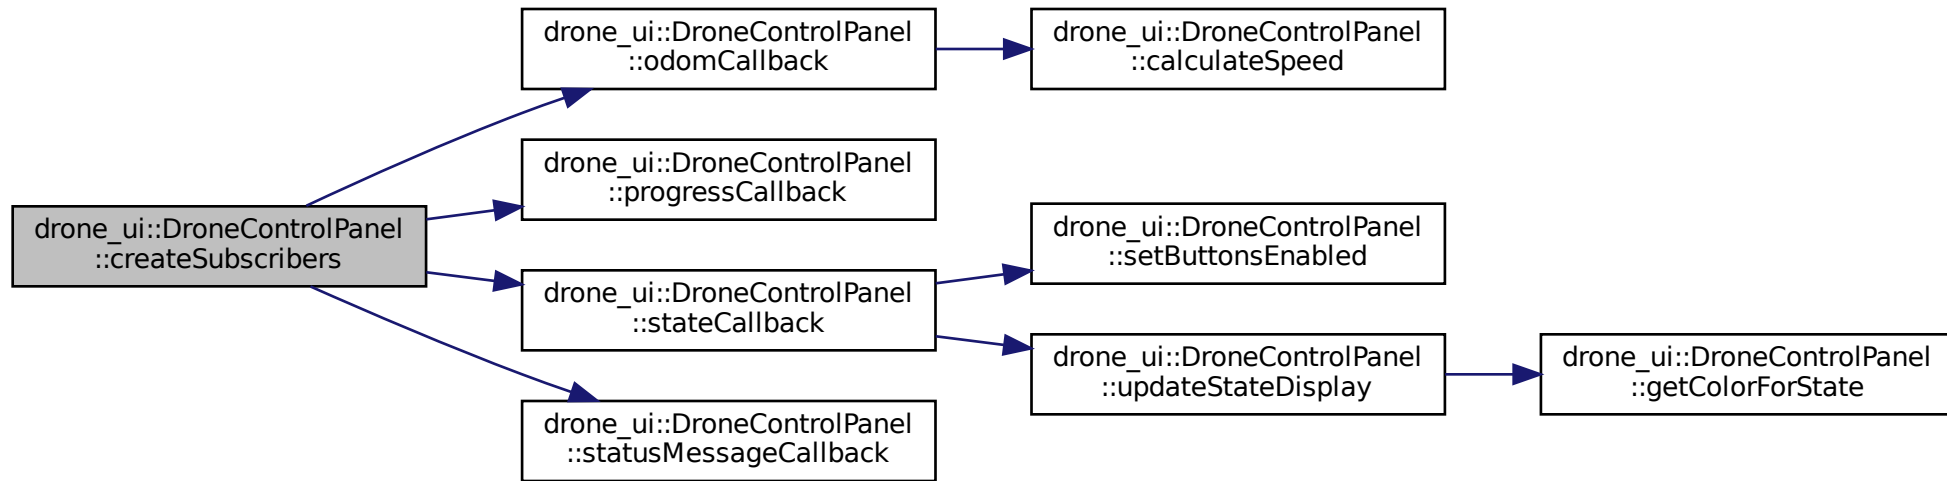 drone_ui::DroneControlPanel
::createSubscribers
drone_ui::DroneControlPanel
::odomCallback
drone_ui::DroneControlPanel
::calculateSpeed
drone_ui::DroneControlPanel
::progressCallback
drone_ui::DroneControlPanel
::stateCallback
drone_ui::DroneControlPanel
::setButtonsEnabled
drone_ui::DroneControlPanel
::updateStateDisplay
drone_ui::DroneControlPanel
::getColorForState
drone_ui::DroneControlPanel
::statusMessageCallback